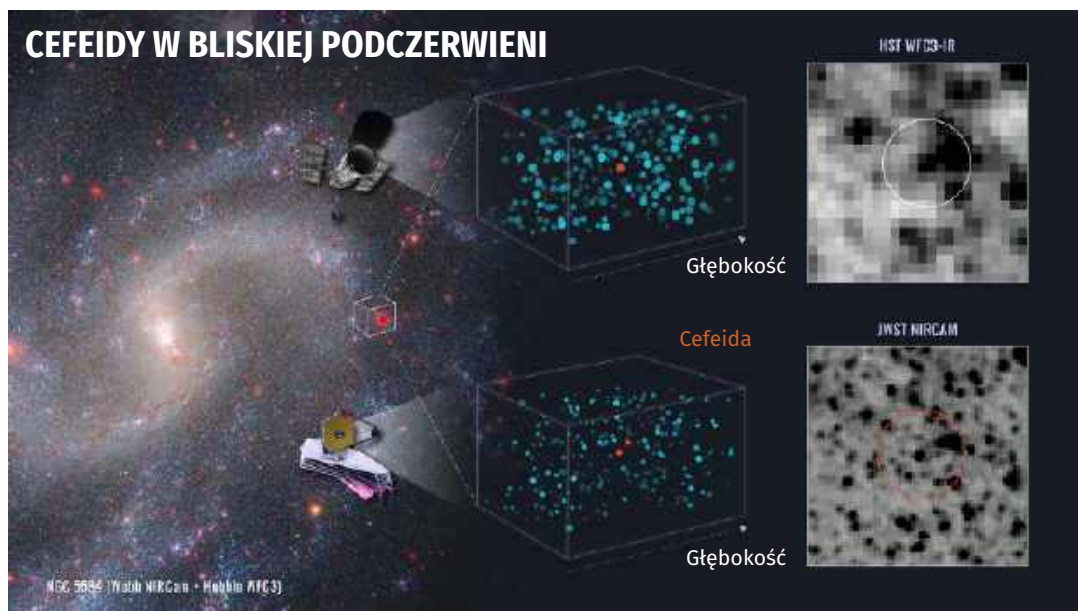 CEFEIDY W BLISKIEJ PODCZERWIENI
HST WFC3-IR
Głębokość
Cefeida
JWST NIRCAM
Głębokość
NGC 5584 (Webb NIRCam + Hubble WFC3)